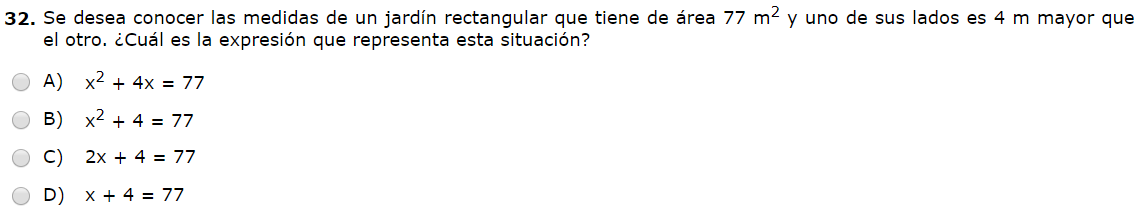 32. Se desea conocer las medidas de un jardín rectangular que tiene de área 77 m² y uno de sus lados es 4 m mayor que
el otro. ¿Cuál es la expresión que representa esta situación?
A) x² + 4x = 77
B) x² + 4 = 77
C) 2x + 4 = 77
D) x + 4 = 77